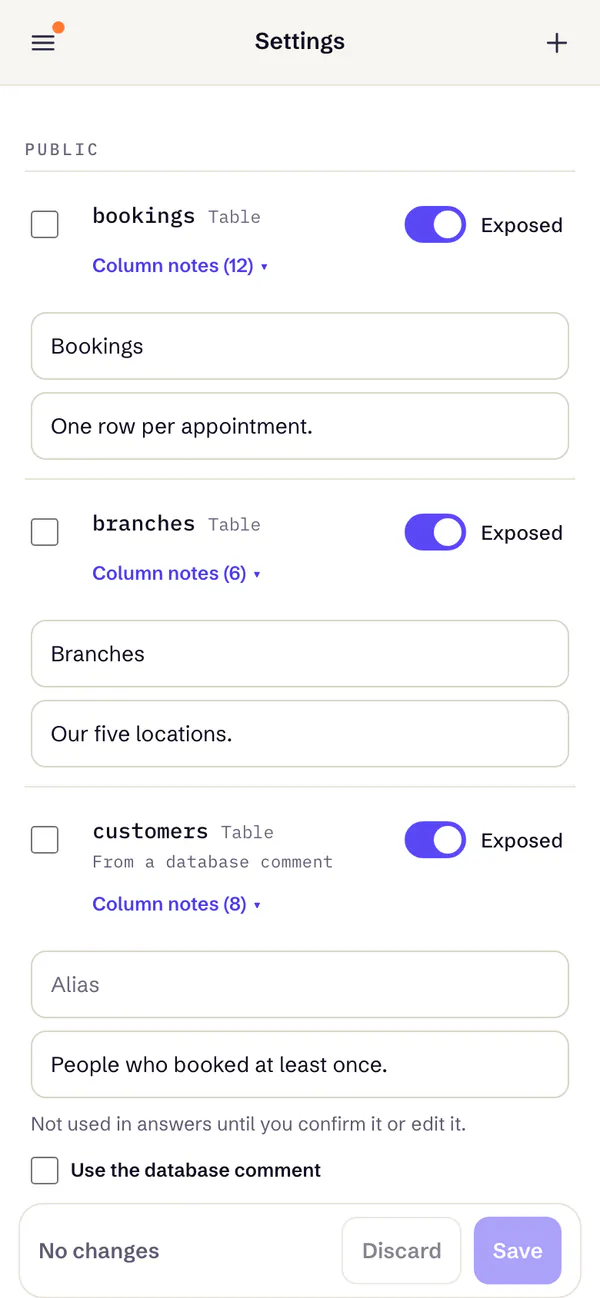 Settings
PUBLIC
bookings Table
Exposed
Column notes (12) ▾
Bookings
One row per appointment.
branches Table
Exposed
Column notes (6) ▾
Branches
Our five locations.
customers Table
Exposed
From a database comment
Column notes (8) ▾
Alias
People who booked at least once.
Not used in answers until you confirm it or edit it.
Use the database comment
No changes
Discard
Save